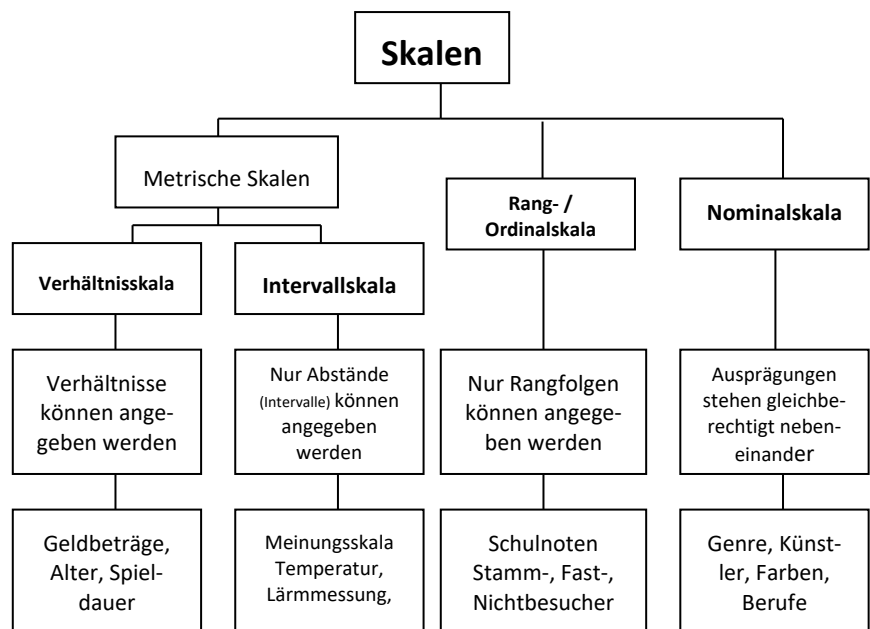 Skalen
Metrische Skalen
Rang- /
Ordinalskala
Nominalskala
Verhältnisskala
Intervallskala
Verhältnisse
können ange-
geben werden
Nur Abstände
(Intervalle) können
angegeben
werden
Nur Rangfolgen
können angege-
ben werden
Ausprägungen
stehen gleichbe-
rechtigt neben-
einander
Geldbeträge,
Alter, Spiel-
dauer
Meinungsskala
Temperatur,
Lärmmessung,
Schulnoten
Stamm-, Fast-,
Nichtbesucher
Genre, Künst-
ler, Farben,
Berufe